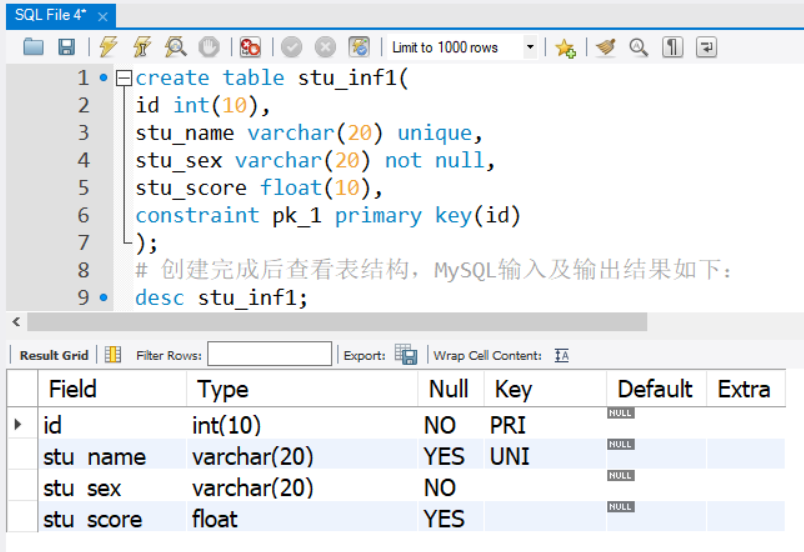 SQL File 4*
Limit to 1000 rows
1 create table stu_inf1(
2 id int(10),
3 stu_name varchar(20) unique,
4 stu_sex varchar(20) not null,
5 stu_score float(10),
6 constraint pk_1 primary key(id)
7 );
8 # 创建完成后查看表结构，MySQL输入及输出结果如下：
9 desc stu_inf1;
Result Grid Filter Rows: Export: Wrap Cell Content: IA
Field Type Null Key Default Extra
id int(10) NO PRI NULL
stu_name varchar(20) YES UNI NULL
stu_sex varchar(20) NO NULL
stu_score float YES NULL